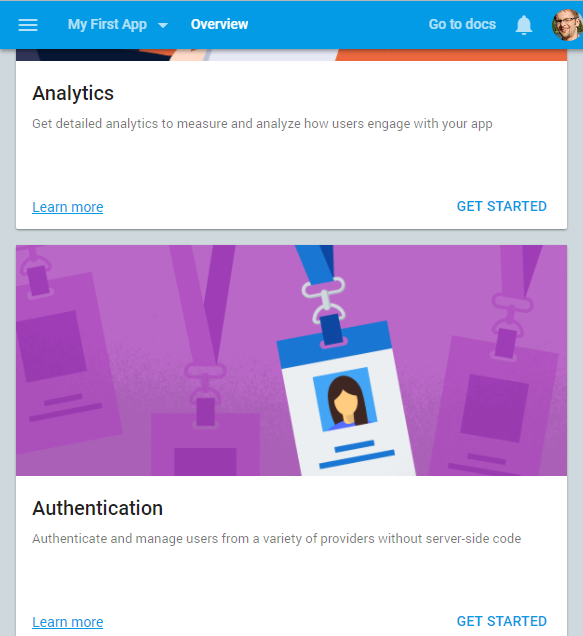 My First App Overview Go to docs
Analytics
Get detailed analytics to measure and analyze how users engage with your app
Learn more GET STARTED
Authentication
Authenticate and manage users from a variety of providers without server-side code
Learn more GET STARTED